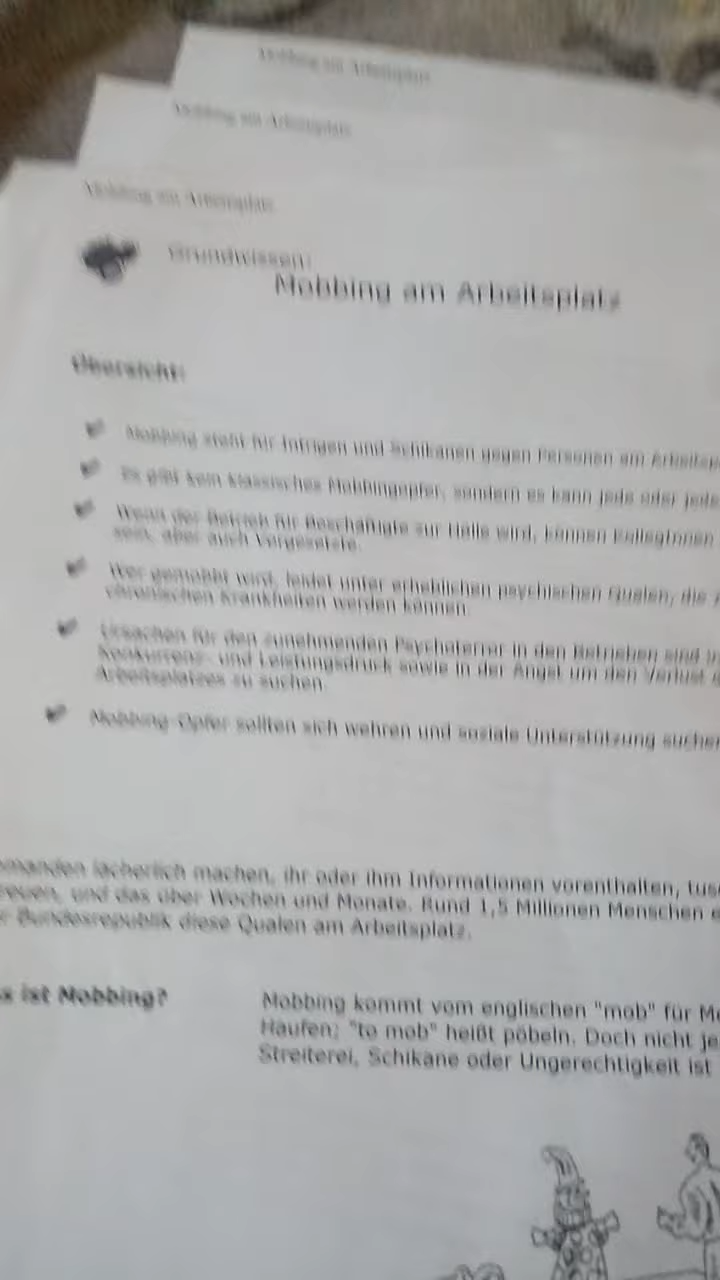 Mobbing am Arbeitsplatz
Mobbing am Arbeitsplatz
Mobbing am Arbeitsplatz
Grundwissen:
Mobbing am Arbeitsplatz
Übersicht:
Mobbing steht für Intrigen und Schikanen gegen Personen am
Es gibt kein klassisches Mobbingopfer, sondern es kann jede oder
Wenn der Betrieb für Beschäftigte zur Hölle wird, können KollegInnen
sein, aber auch Vorgesetzte.
Wer gemobbt wird, leidet unter erheblichen psychischen Qualen, die
chronischen Krankheiten werden können.
Ursachen für den zunehmenden Psychoterror in den Betrieben sind
Konkurrenz- und Leistungsdruck sowie in der Angst um den Verlust
Arbeitsplatzes zu suchen.
Mobbing-Opfer sollten sich wehren und soziale Unterstützung
lächerlich machen, ihr oder ihm Informationen vorenthalten,
und das über Wochen und Monate. Rund 1,5 Millionen Menschen
Bundesrepublik diese Qualen am Arbeitsplatz.
ist Mobbing?
Mobbing kommt vom englischen "mob" für
Haufen; "to mob" heißt pöbeln. Doch nicht
Streiterei, Schikane oder Ungerechtigkeit ist